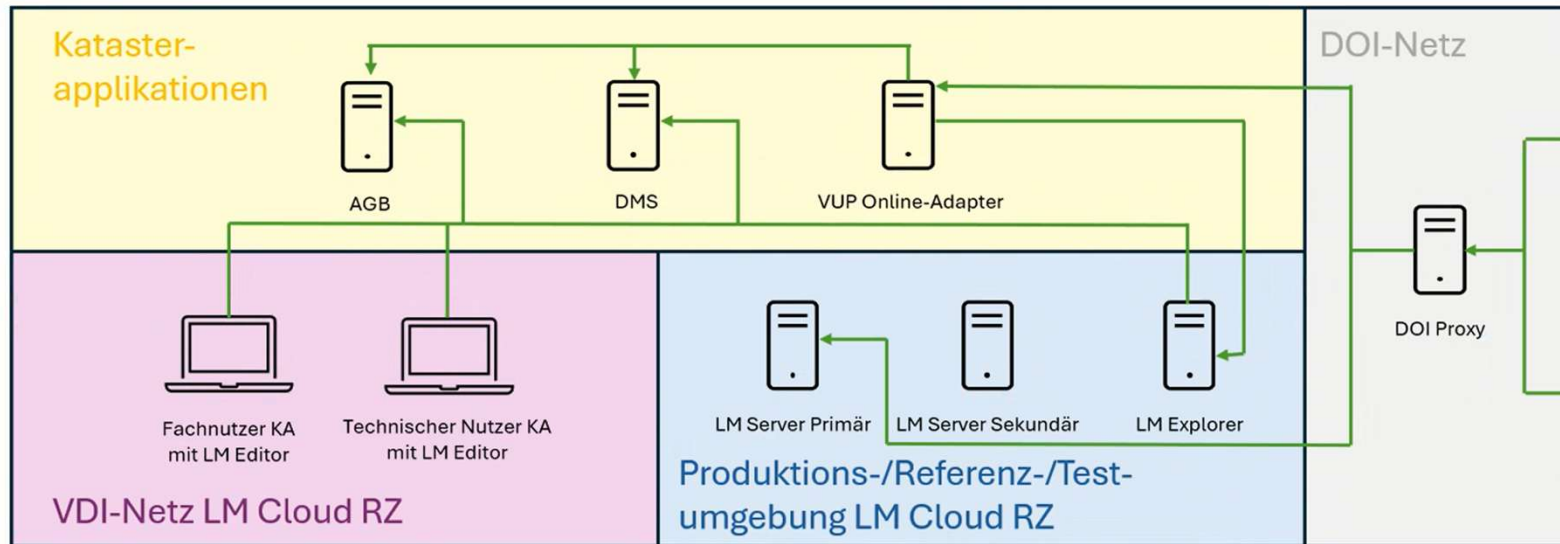 Kataster-
applikationen
DOI-Netz
AGB
DMS
VUP Online-Adapter
DOI Proxy
Fachnutzer KA
mit LM Editor
Technischer Nutzer KA
mit LM Editor
LM Server Primär
LM Server Sekundär
LM Explorer
VDI-Netz LM Cloud RZ
Produktions-/Referenz-/Test-
umgebung LM Cloud RZ